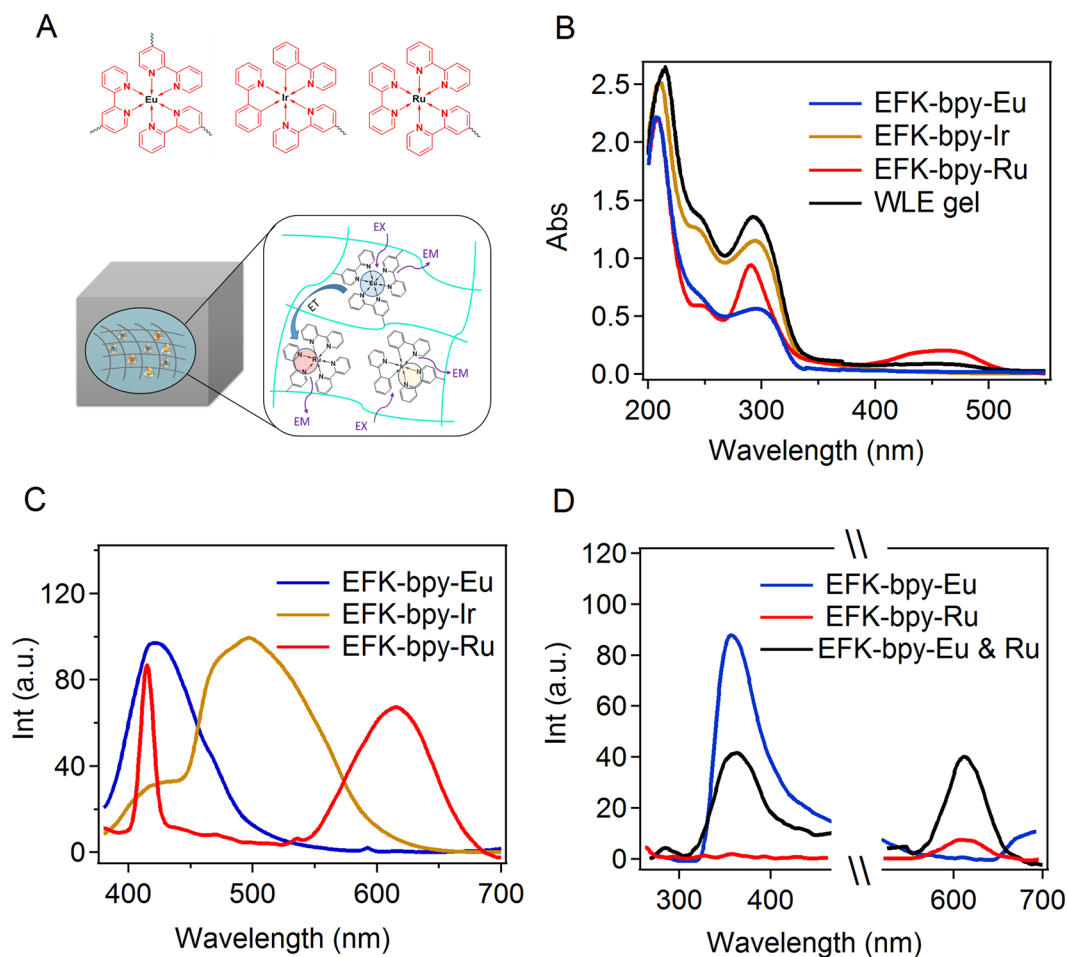 A
N
N
N
N
N
N
Eu
N
N
N
N
Ir
N
N
N
N
N
N
Ru
EX
EM
Eu
ET
Ru
EM
EX
EM
B
EFK-bpy-Eu
EFK-bpy-Ir
EFK-bpy-Ru
WLE gel
2.5
2.0
1.5
1.0
0.5
0.0
Abs
200 300 400 500
Wavelength (nm)
C
EFK-bpy-Eu
EFK-bpy-Ir
EFK-bpy-Ru
120
80
40
0
Int (a.u.)
400 500 600 700
Wavelength (nm)
D
EFK-bpy-Eu
EFK-bpy-Ru
EFK-bpy-Eu & Ru
120
100
80
60
40
20
0
Int (a.u.)
300 400 600 700
Wavelength (nm)